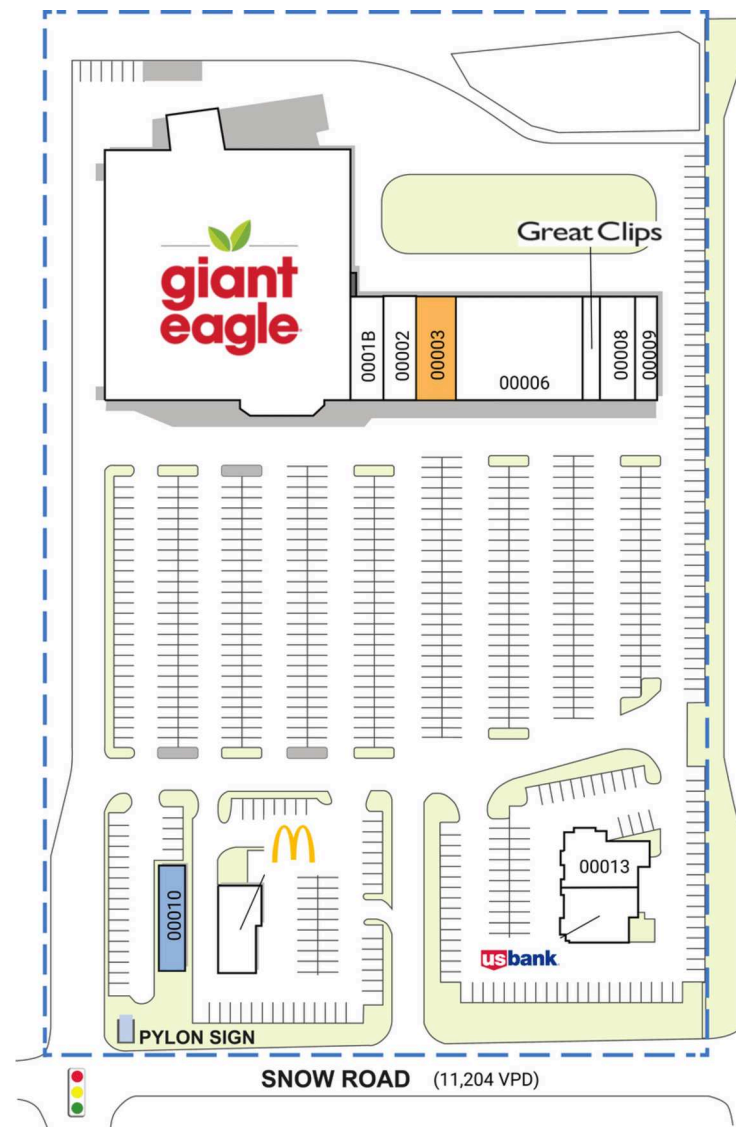 giant
eagle
Great Clips
0001B
00002
00003
00006
00008
00009
00010
00013
usbank
PYLON SIGN
SNOW ROAD (11,204 VPD)